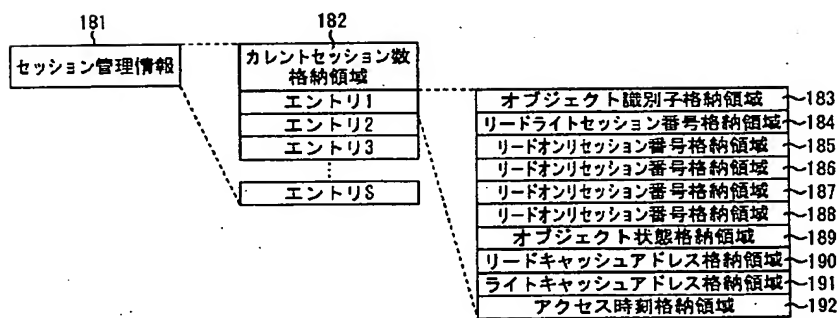 181
セッション管理情報
182
カレントセッション数
格納領域
エントリ1
エントリ2
エントリ3
エントリS
オブジェクト識別子格納領域 183
リードライトセッション番号格納領域 184
リードオンリセッション番号格納領域 185
リードオンリセッション番号格納領域 186
リードオンリセッション番号格納領域 187
リードオンリセッション番号格納領域 188
オブジェクト状態格納領域 189
リードキャッシュアドレス格納領域 190
ライトキャッシュアドレス格納領域 191
アクセス時刻格納領域 192